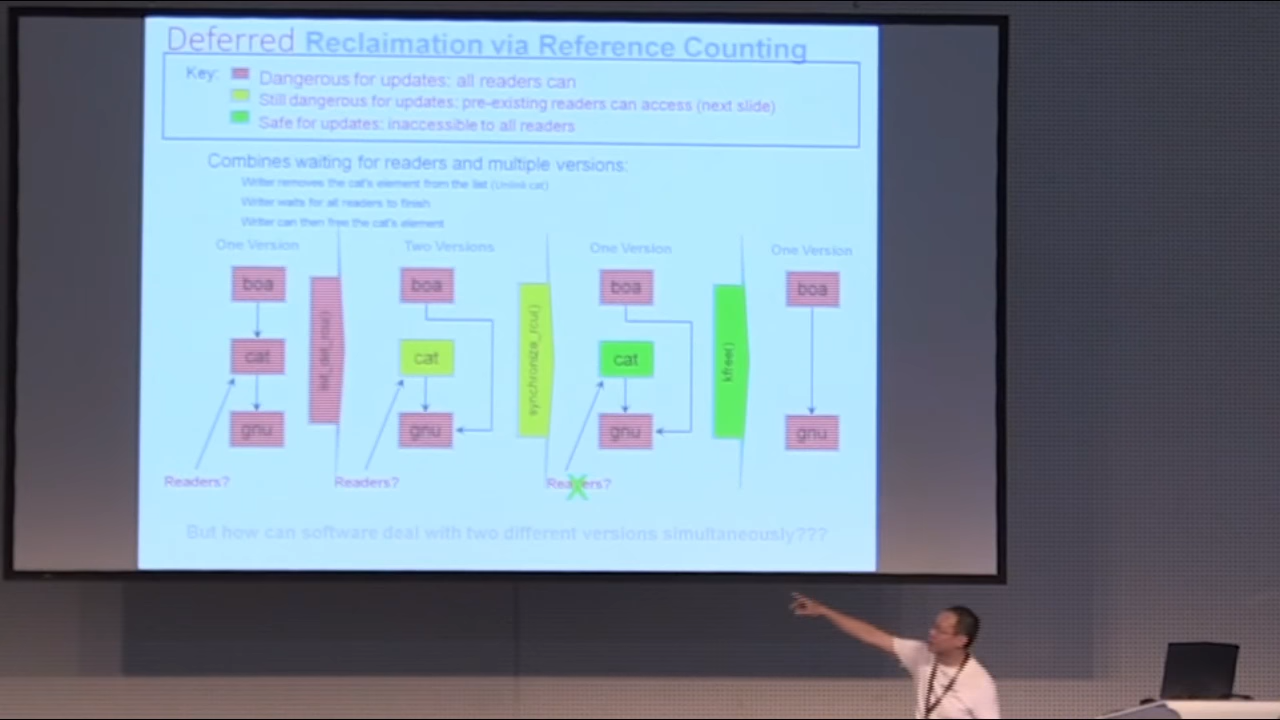 Deferred Reclaimation via Reference Counting
Key: Dangerous for updates: all readers can
Still dangerous for updates: pre-existing readers can access (next slide)
Safe for updates: inaccessible to all readers
Combines waiting for readers and multiple versions:
Writer removes the cat's element from the list (Unlink cat)
Writer waits for all readers to finish
Writer can then free the cat's element
One Version
Two Versions
One Version
One Version
boa
cat
gnu
Readers?
boa
cat
gnu
Readers?
synchronize_rcu()
boa
cat
gnu
Readers?
X
kfree()
boa
gnu
But how can software deal with two different versions simultaneously???